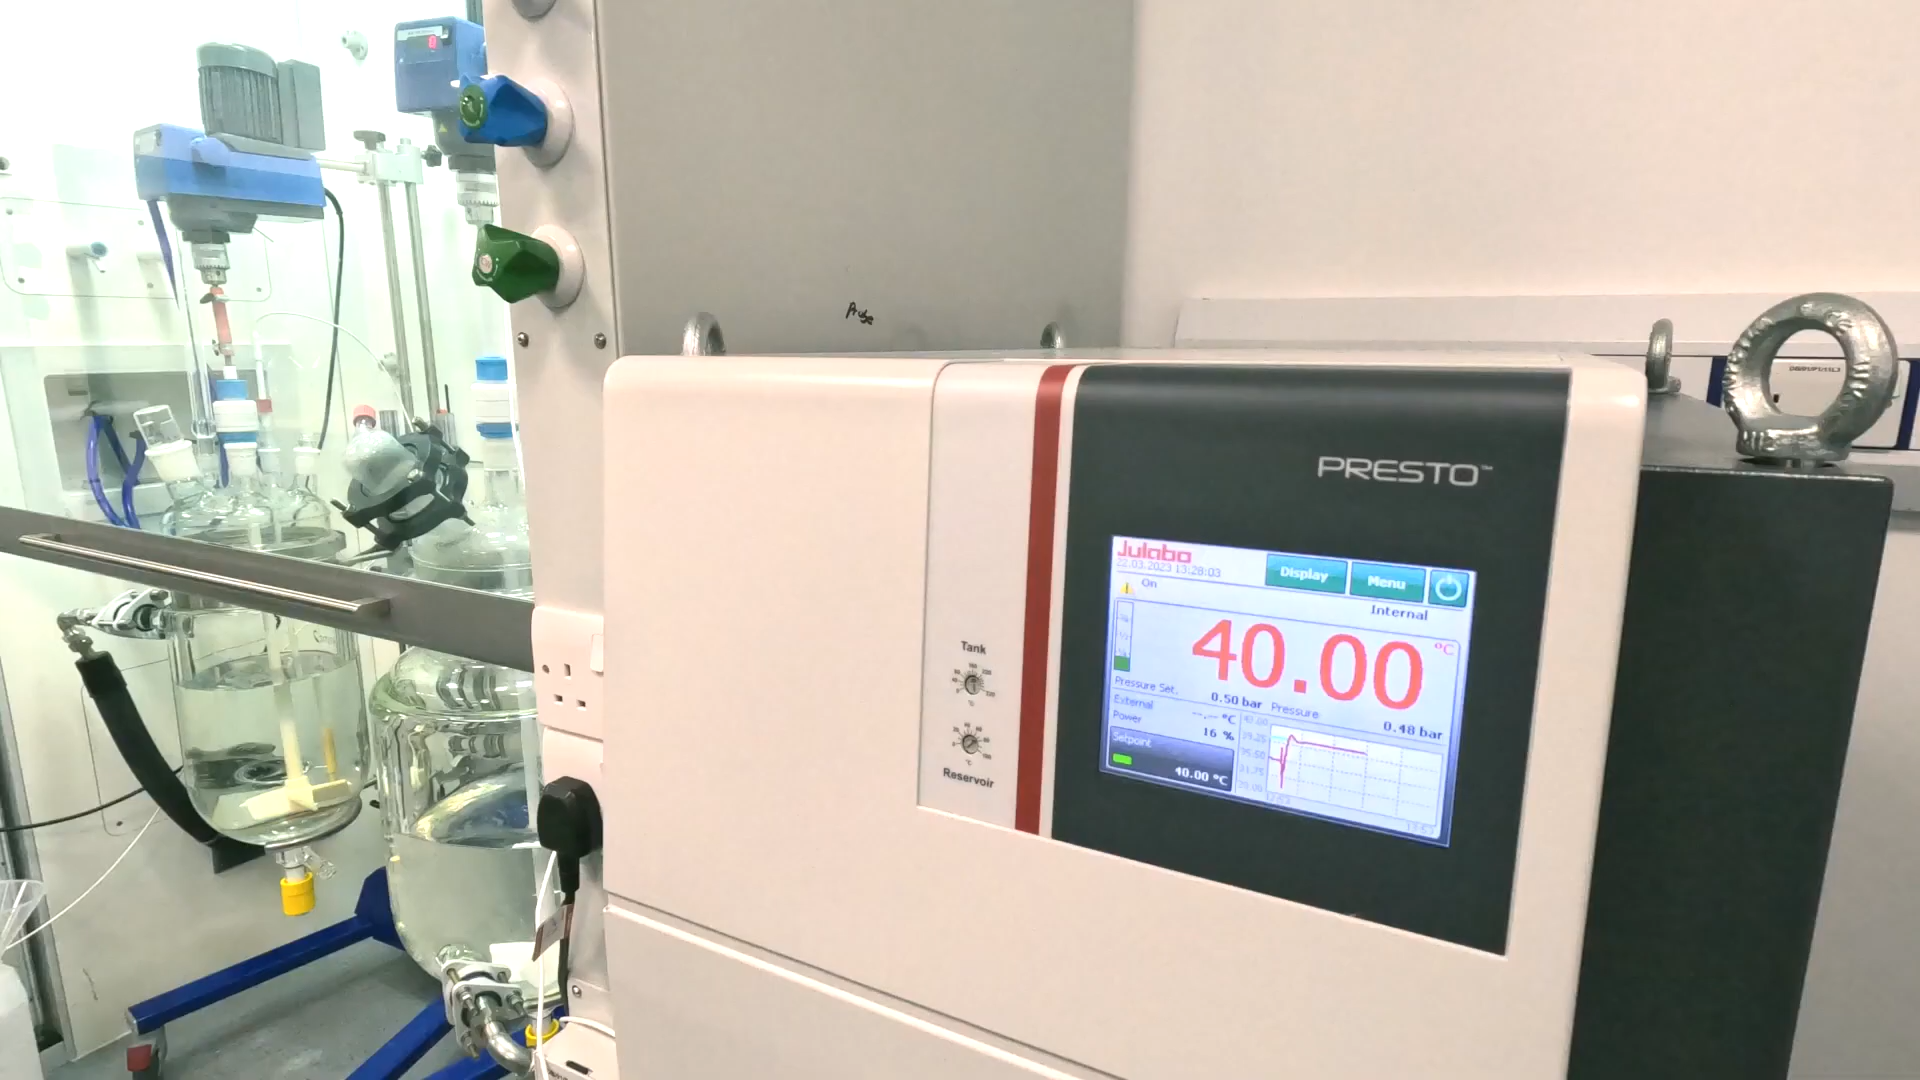 PRESTO™
Julabo
22.03.2023 13:28:03
Display
Menu
On
Internal
40.00 °C
Pressure Set. 0.50 bar
Pressure 0.48 bar
External --.-- °C
Power 16 %
Setpoint
40.00 °C
Tank
°C
Reservoir
°C